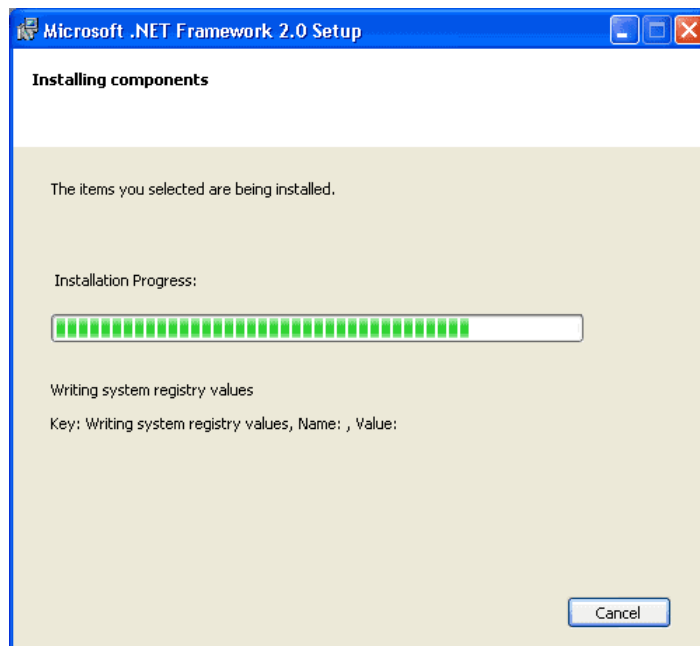 Microsoft .NET Framework 2.0 Setup
Installing components
The items you selected are being installed.
Installation Progress:
Writing system registry values
Key: Writing system registry values, Name: , Value:
Cancel